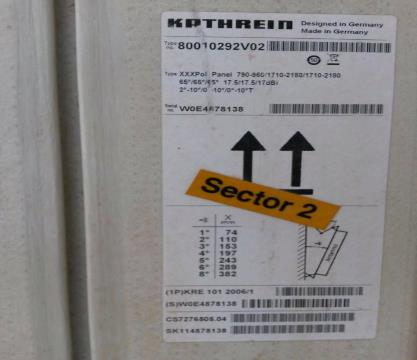 KATHREIN
Designed in Germany
Made in Germany
Type No. 80010292V02
Type XXXPol Panel 790-960/1710-2180/1710-2180
65°/65°/65° 17.5/17.5/17dBi
2°-10°/0°-10°/0°-10°T
Serial No. W0E4878138
Sector 2
X
1° 74
2° 110
3° 153
4° 197
5° 243
6° 289
8° 382
(1P)KRE 101 2006/1
(S)W0E4878138
CS7276805.04
SK114878138